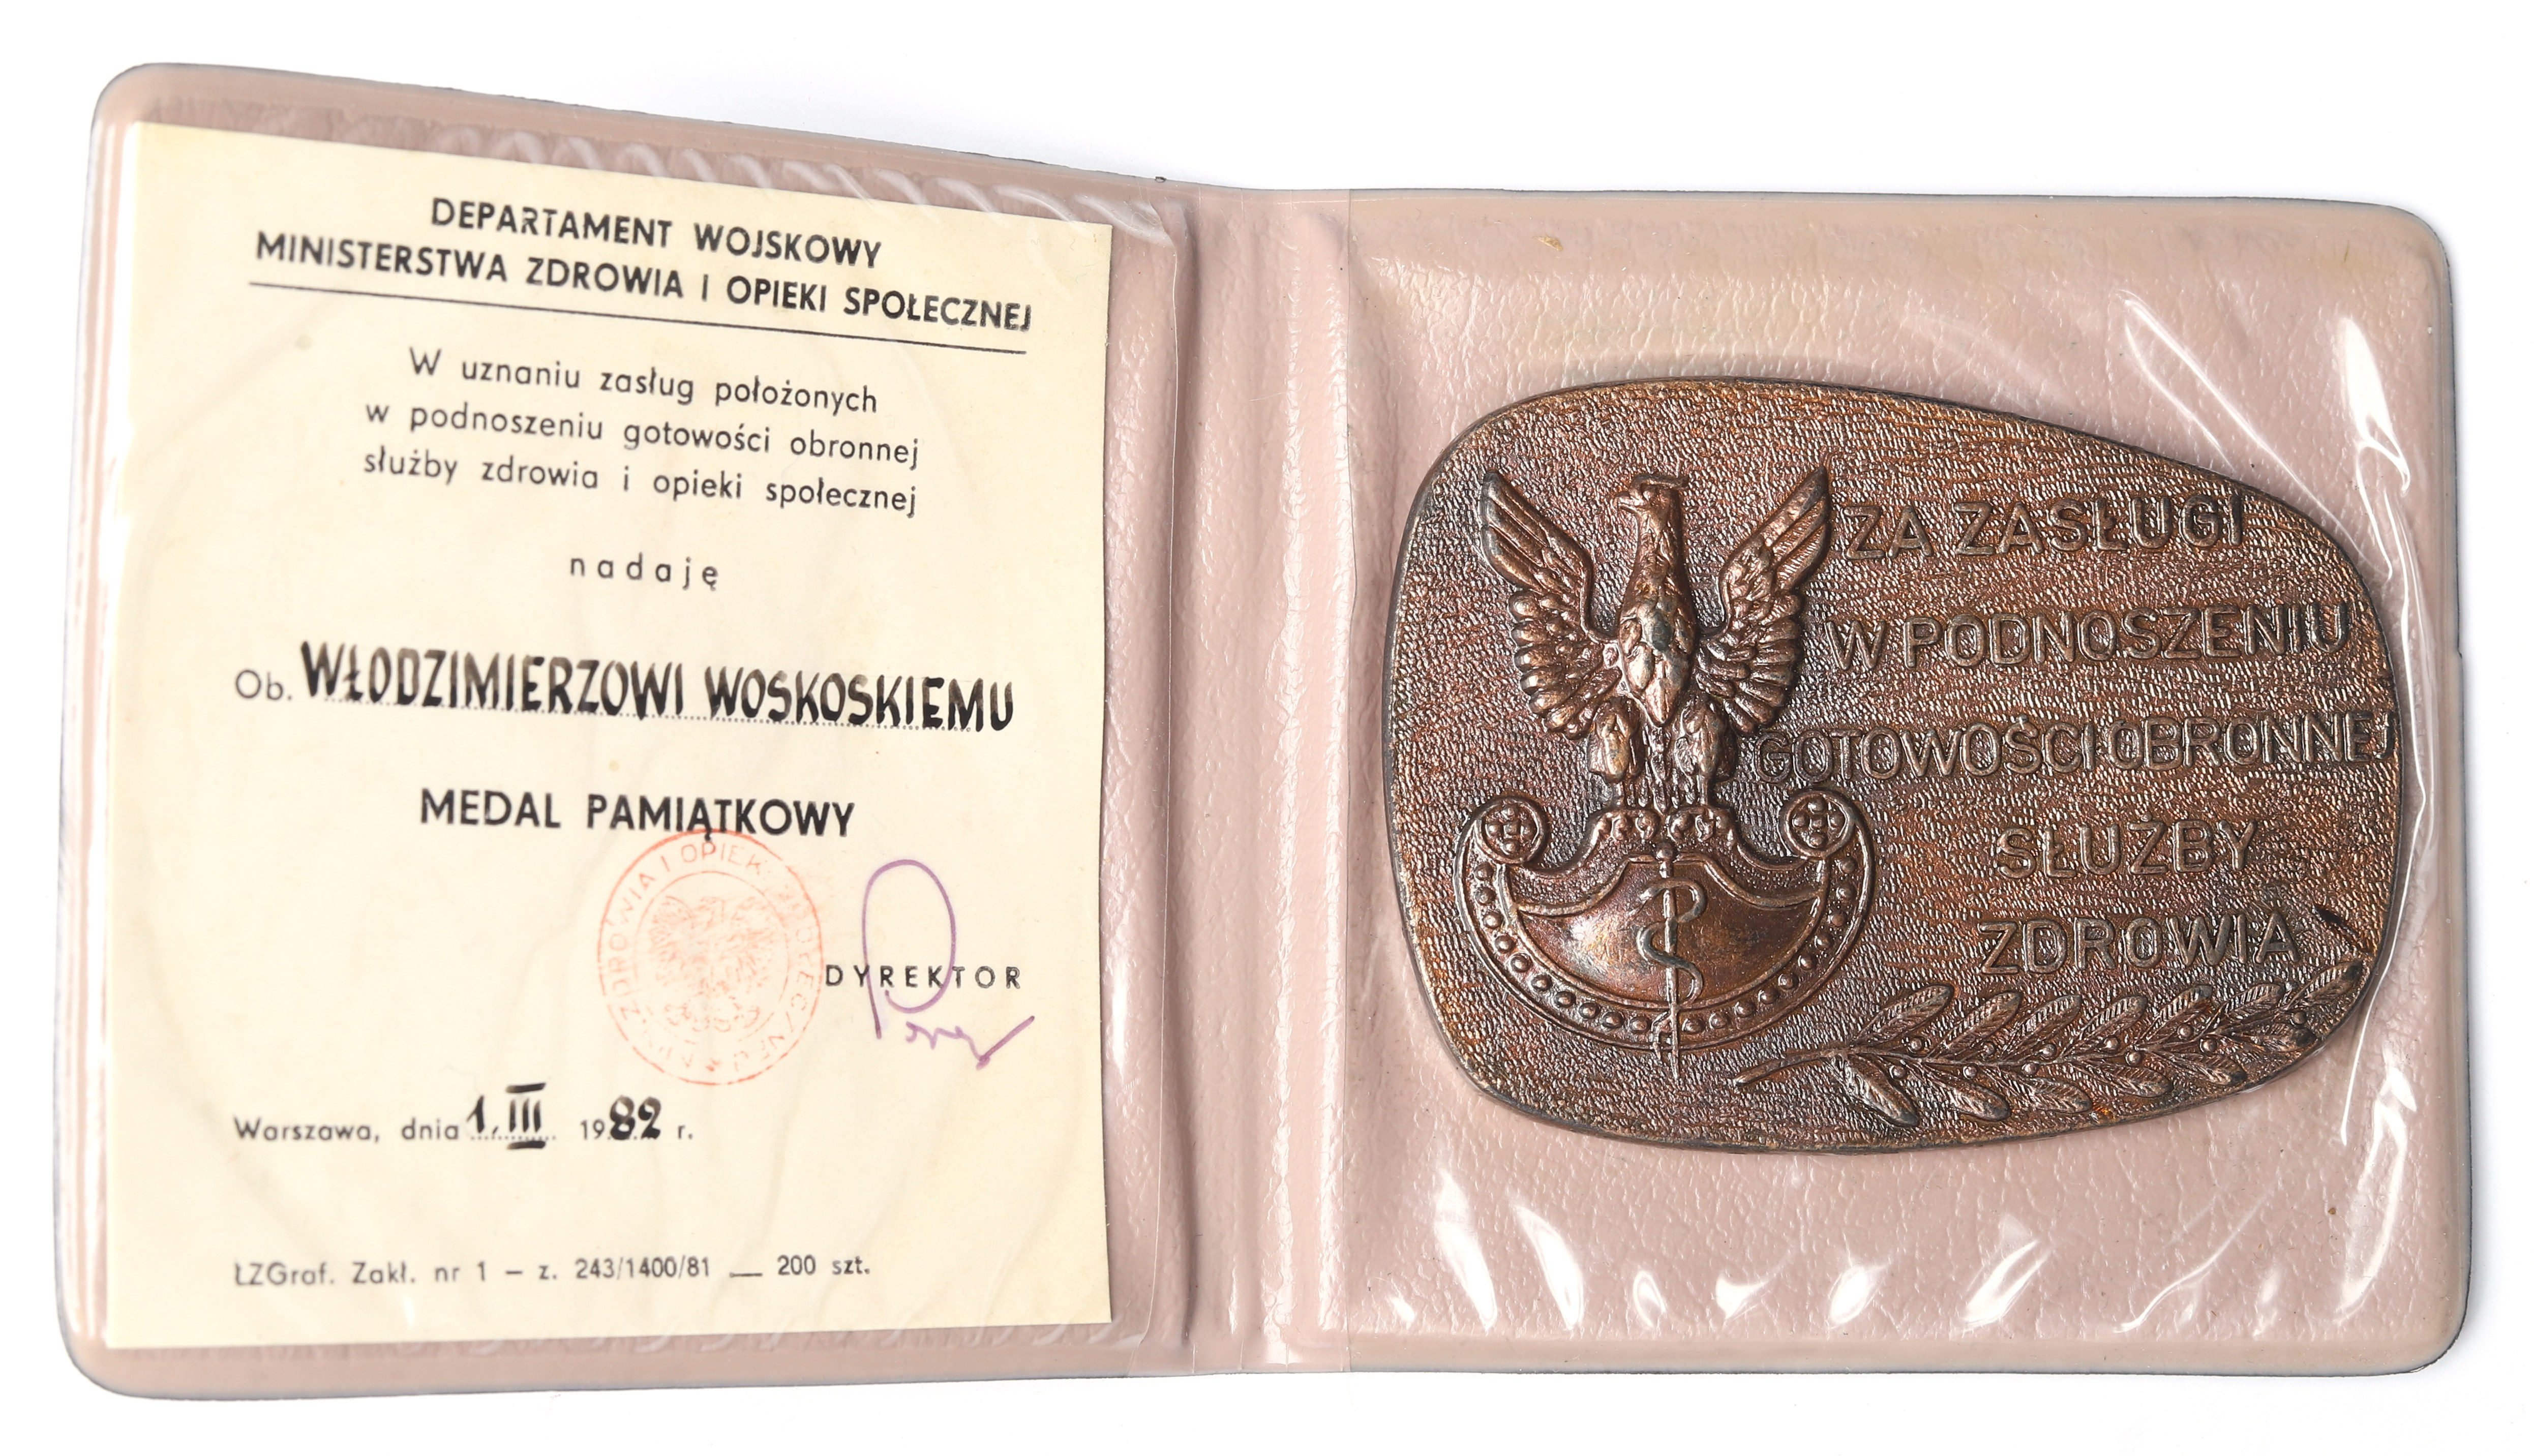 DEPARTAMENT WOJSKOWY
MINISTERSTWA ZDROWIA I OPIEKI SPOŁECZNEJ
W uznaniu zasług położonych
w podnoszeniu gotowości obronnej
służby zdrowia i opieki społecznej
nadaję
Ob. WŁODZIMIERZOWI WOSKOSKIEMU
MEDAL PAMIĄTKOWY
ZDROWIA I OPIEKI
DYREKTOR
Warszawa, dnia 1. III 1982 r.
ŁZGraf. Zakł. nr 1 – z. 243/1400/81 — 200 szt.
ZA ZASŁUGI
W PODNOSZENIU
GOTOWOŚCI OBRONNEJ
SŁUŻBY
ZDROWIA